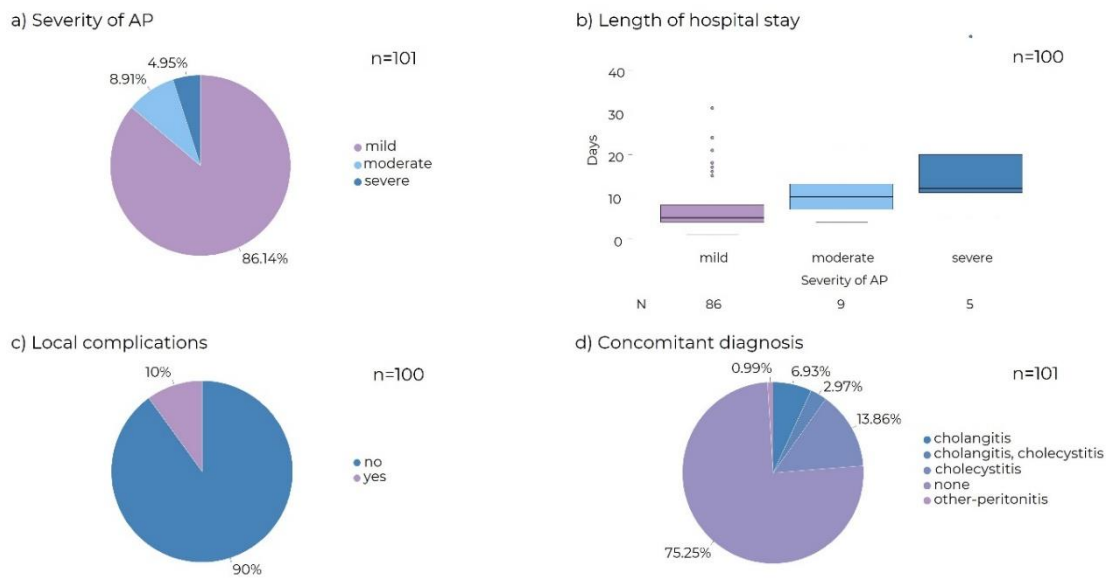 a) Severity of AP
n=101
4.95%
8.91%
86.14%
mild
moderate
severe
b) Length of hospital stay
n=100
40
30
20
10
0
Days
mild moderate severe
Severity of AP
N 86 9 5
c) Local complications
n=100
10%
90%
no
yes
d) Concomitant diagnosis
n=101
0.99%
6.93%
2.97%
13.86%
75.25%
cholangitis
cholangitis, cholecystitis
cholecystitis
none
other-peritonitis